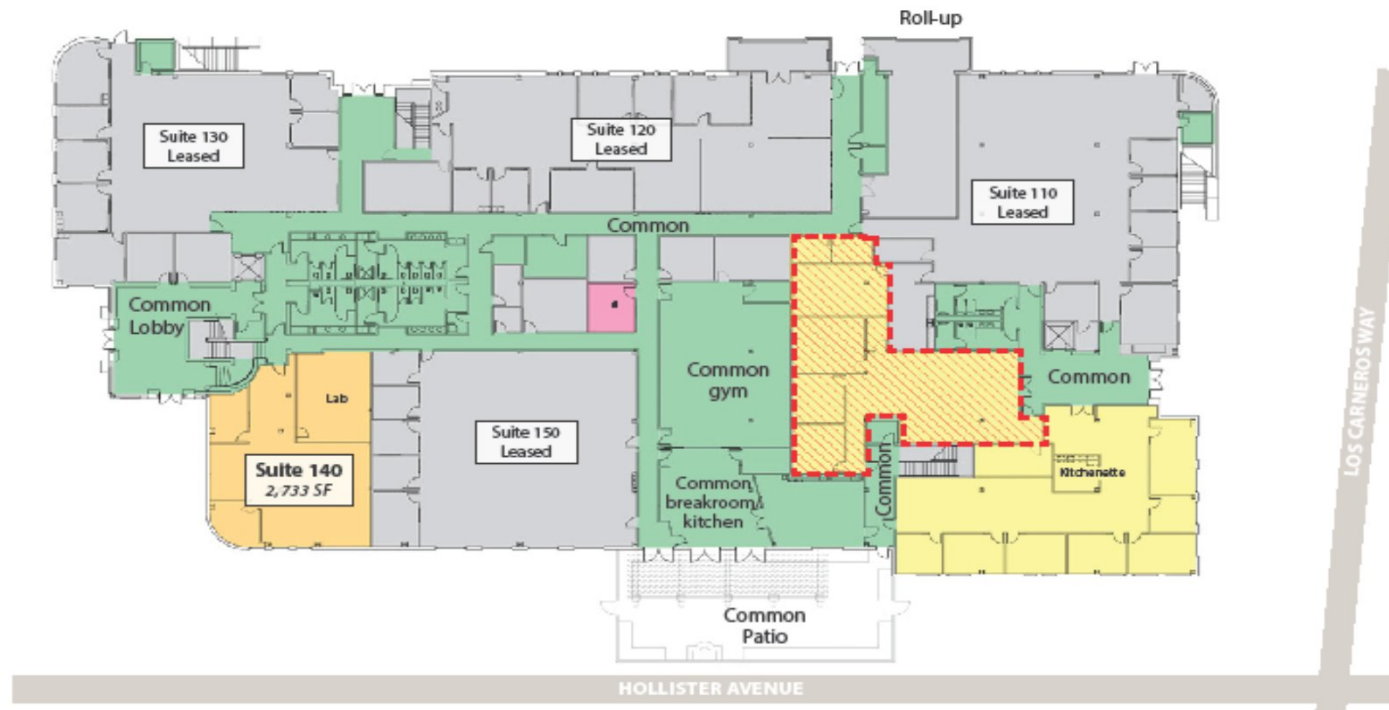 Roll-up
Suite 130
Leased
Suite 120
Leased
Suite 110
Leased
Common
Common
Lobby
Common
gym
Common
Lab
Suite 140
2,733 SF
Suite 150
Leased
Common
breakroom/
kitchen
Common
Kitchenette
Common
Patio
HOLLISTER AVENUE
LOS CARNEROS WAY